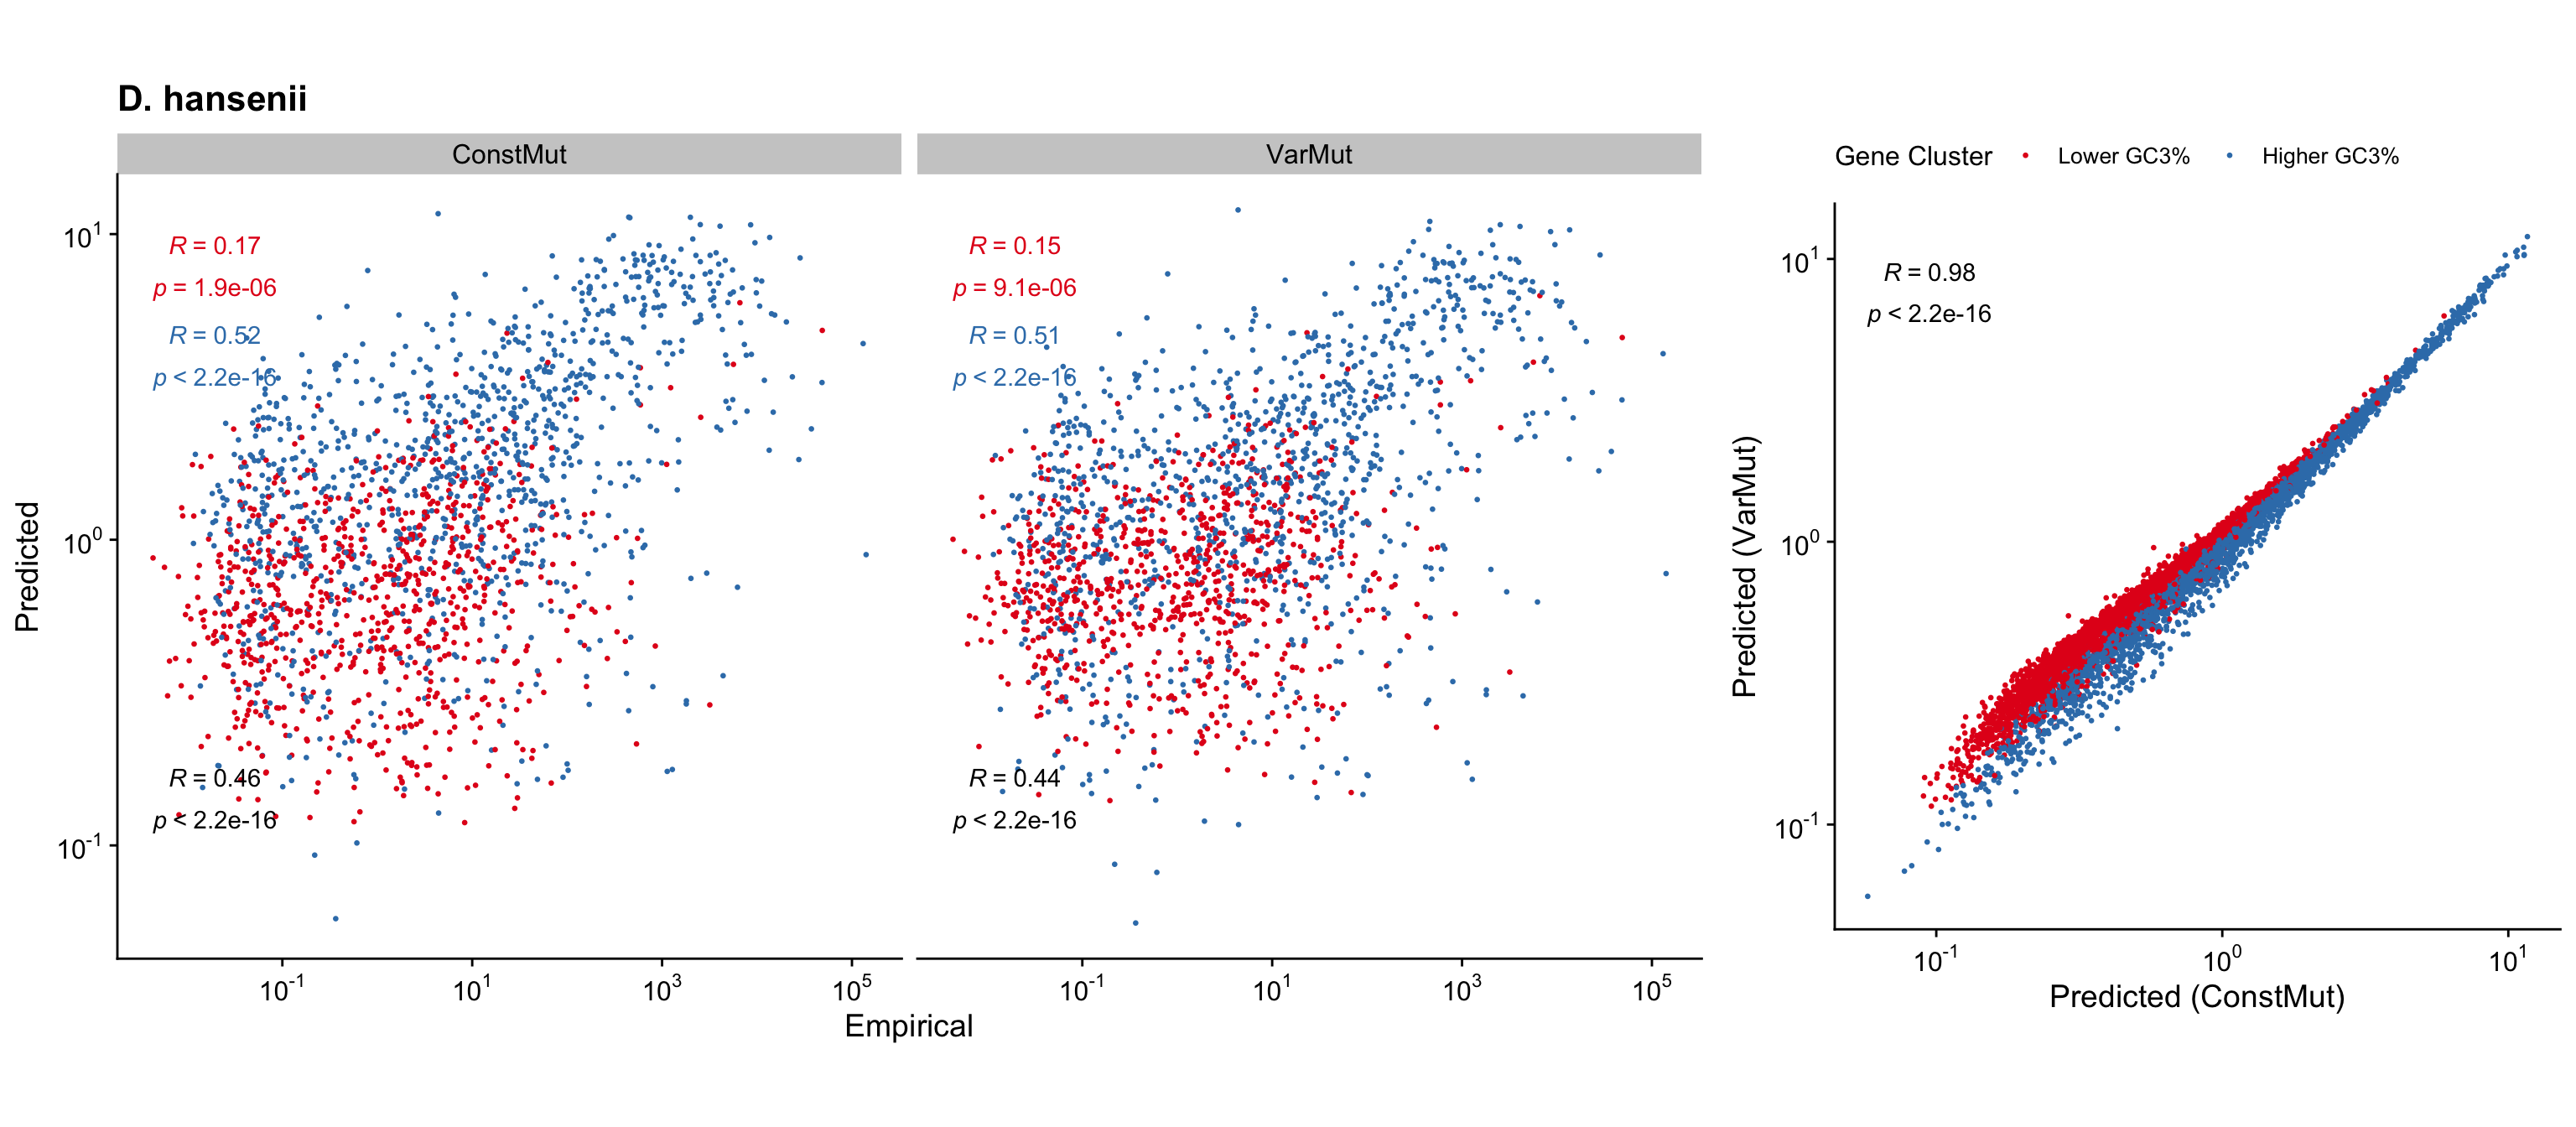 D. hansenii
ConstMut
VarMut
Predicted
10^1
10^0
10^-1
R = 0.17
p = 1.9e-06
R = 0.52
p < 2.2e-16
R = 0.46
p < 2.2e-16
R = 0.15
p = 9.1e-06
R = 0.51
p < 2.2e-16
R = 0.44
p < 2.2e-16
10^-1 10^1 10^3 10^5
10^-1 10^1 10^3 10^5
Empirical
Gene Cluster Lower GC3% Higher GC3%
Predicted (VarMut)
10^1
10^0
10^-1
R = 0.98
p < 2.2e-16
10^-1 10^0 10^1
Predicted (ConstMut)